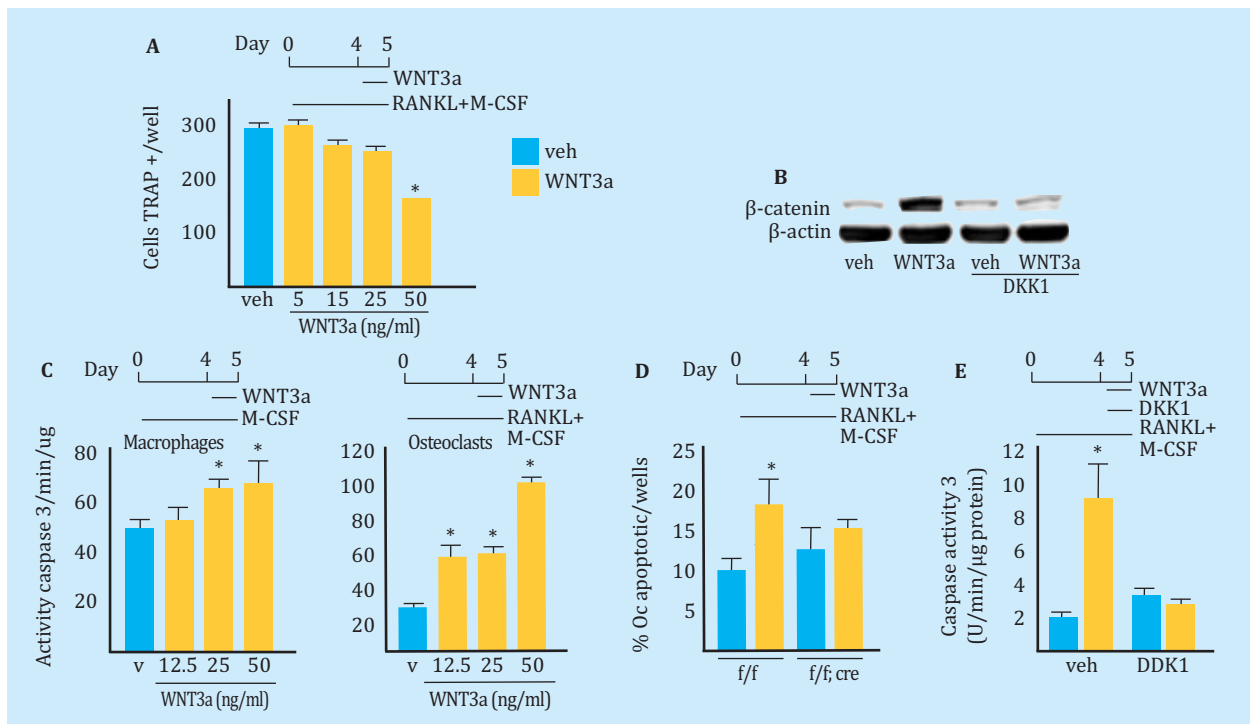 A
Day 0 4 5
WNT3a
RANKL+M-CSF
Cells TRAP +/well
300
200
100
*
veh 5 15 25 50
WNT3a (ng/ml)
veh
WNT3a
B
β-catenin
β-actin
veh WNT3a veh WNT3a
DKK1
C
Day 0 4 5
WNT3a
M-CSF
Macrophages
Activity caspase 3/min/ug
80
60
40
20
* *
v 12.5 25 50
WNT3a (ng/ml)
0 4 5
WNT3a
RANKL+
M-CSF
Osteoclasts
120
100
80
60
40
20
* * *
v 12.5 25 50
WNT3a (ng/ml)
D
Day 0 4 5
WNT3a
RANKL+
M-CSF
% Oc apoptotic/wells
25
20
15
10
5
*
f/f f/f; cre
E
0 4 5
WNT3a
DKK1
RANKL+
M-CSF
Caspase activity 3
(U/min/µg protein)
12
10
8
6
4
2
*
veh DDK1